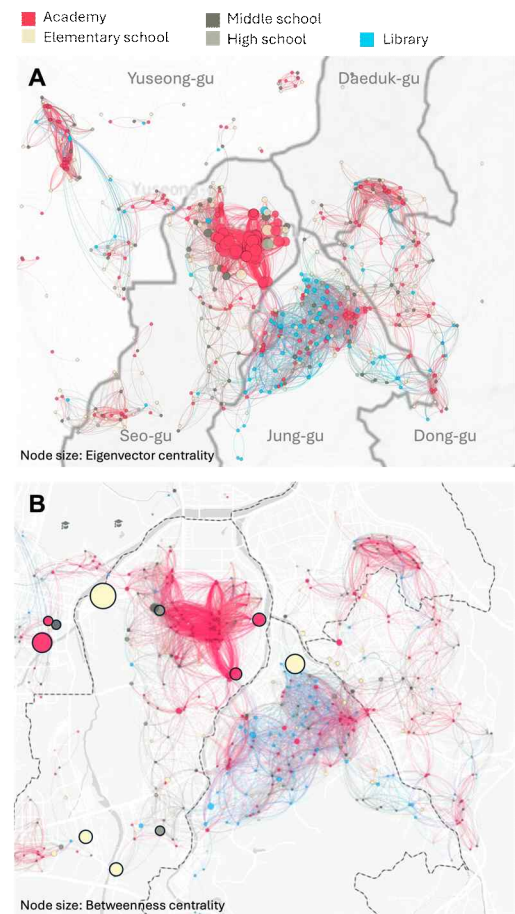 Academy
Middle school
Elementary school
High school
Library
A
Yuseong-gu
Daeduk-gu
Seo-gu
Jung-gu
Dong-gu
Node size: Eigenvector centrality
B
Node size: Betweenness centrality